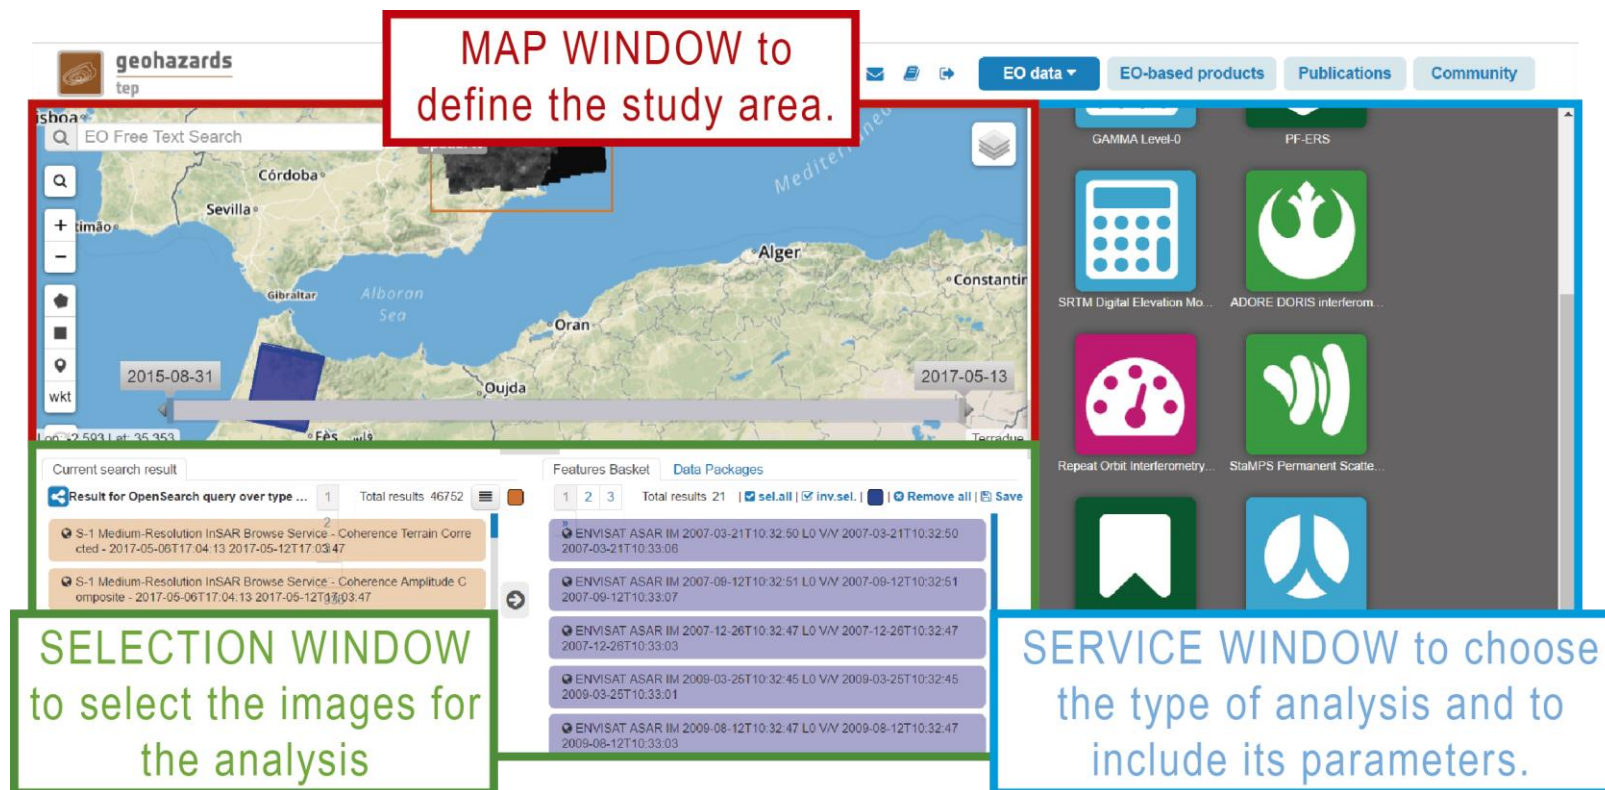 MAP WINDOW to
define the study area.
geohazards
tep
EO data
EO-based products
Publications
Community
isboa
EO Free Text Search
Córdoba
Sevilla
timão
+
−
Gibraltar
Alboran
Sea
Alger
Constantin
Oran
Oujda
Fès
wkt
2015-08-31
2017-05-13
Lon: -2.593 Lat: 35.353
Terradue
GAMMA Level-0
PF-ERS
SRTM Digital Elevation Mo...
ADORE DORIS interferom...
Repeat Orbit Interferometry...
StaMPS Permanent Scatte...
Current search result
Result for OpenSearch query over type ...
1
2
Total results 46752
S-1 Medium-Resolution InSAR Browse Service - Coherence Terrain Corre
cted - 2017-05-06T17:04:13 2017-05-12T17:03:47
S-1 Medium-Resolution InSAR Browse Service - Coherence Amplitude C
omposite - 2017-05-06T17:04:13 2017-05-12T17:03:47
Features Basket
Data Packages
1 2 3 Total results 21 | sel.all | inv.sel. | | Remove all | Save
»
ENVISAT ASAR IM 2007-03-21T10:32:50 L0 V/V 2007-03-21T10:32:50
2007-03-21T10:33:06
ENVISAT ASAR IM 2007-09-12T10:32:51 L0 V/V 2007-09-12T10:32:51
2007-09-12T10:33:07
ENVISAT ASAR IM 2007-12-26T10:32:47 L0 V/V 2007-12-26T10:32:47
2007-12-26T10:33:03
ENVISAT ASAR IM 2009-03-25T10:32:45 L0 V/V 2009-03-25T10:32:45
2009-03-25T10:33:01
ENVISAT ASAR IM 2009-08-12T10:32:47 L0 V/V 2009-08-12T10:32:47
2009-08-12T10:33:03
SELECTION WINDOW
to select the images for
the analysis
SERVICE WINDOW to choose
the type of analysis and to
include its parameters.